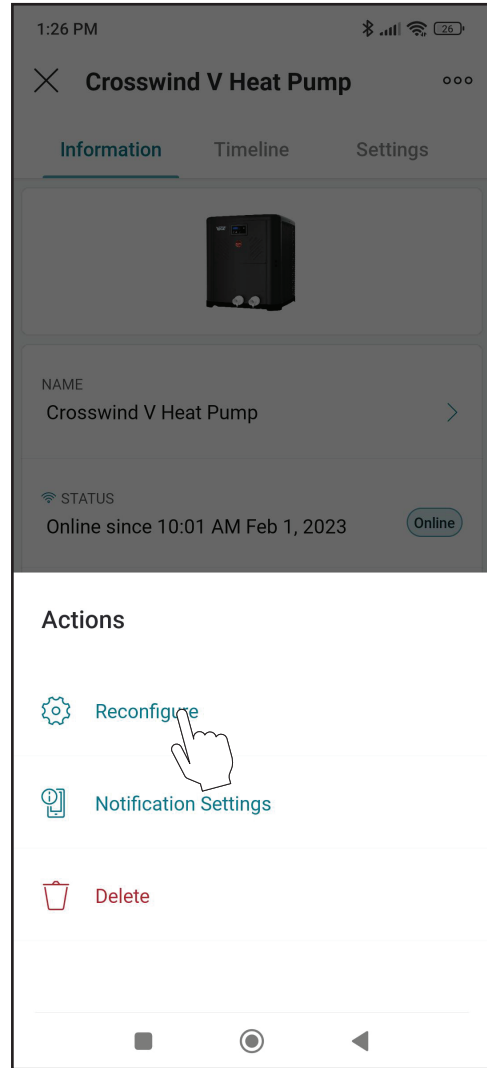 1:26 PM
26
Crosswind V Heat Pump
Information
Timeline
Settings
NAME
Crosswind V Heat Pump
STATUS
Online since 10:01 AM Feb 1, 2023
Online
Actions
Reconfigure
Notification Settings
Delete